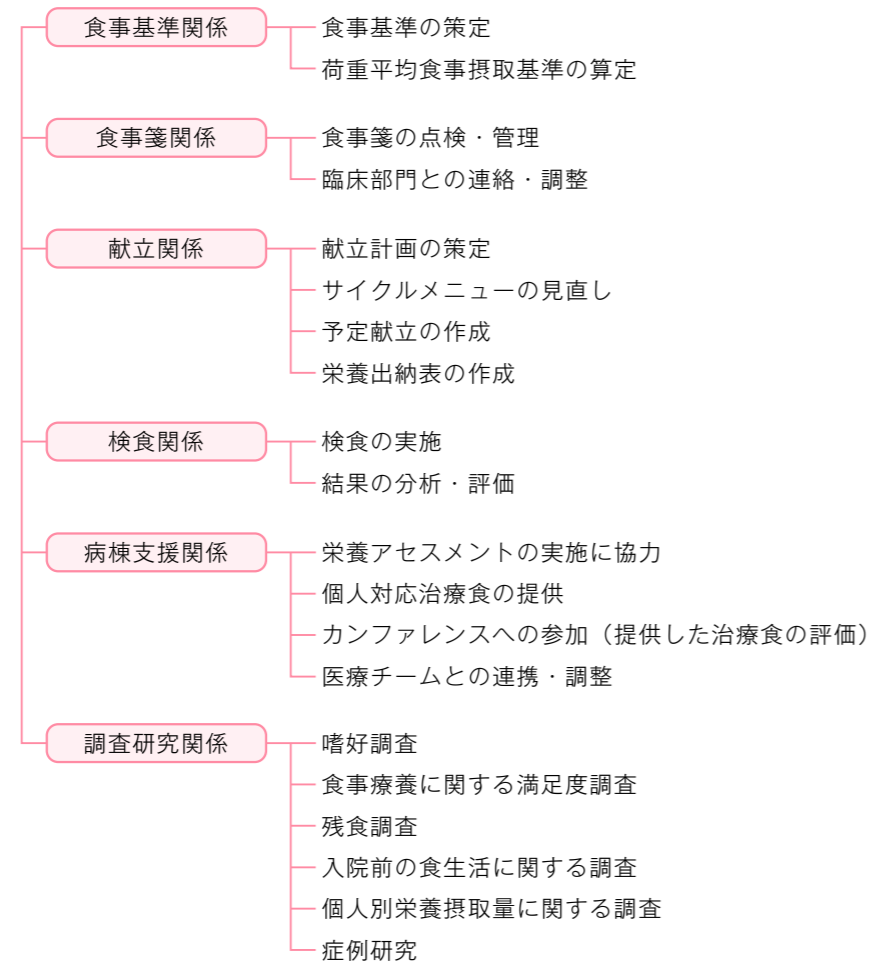 食事基準関係
食事基準の策定
荷重平均食事摂取基準の算定
食事箋関係
食事箋の点検・管理
臨床部門との連絡・調整
献立関係
献立計画の策定
サイクルメニューの見直し
予定献立の作成
栄養出納表の作成
検食関係
検食の実施
結果の分析・評価
病棟支援関係
栄養アセスメントの実施に協力
個人対応治療食の提供
カンファレンスへの参加（提供した治療食の評価）
医療チームとの連携・調整
調査研究関係
嗜好調査
食事療養に関する満足度調査
残食調査
入院前の食生活に関する調査
個人別栄養摂取量に関する調査
症例研究